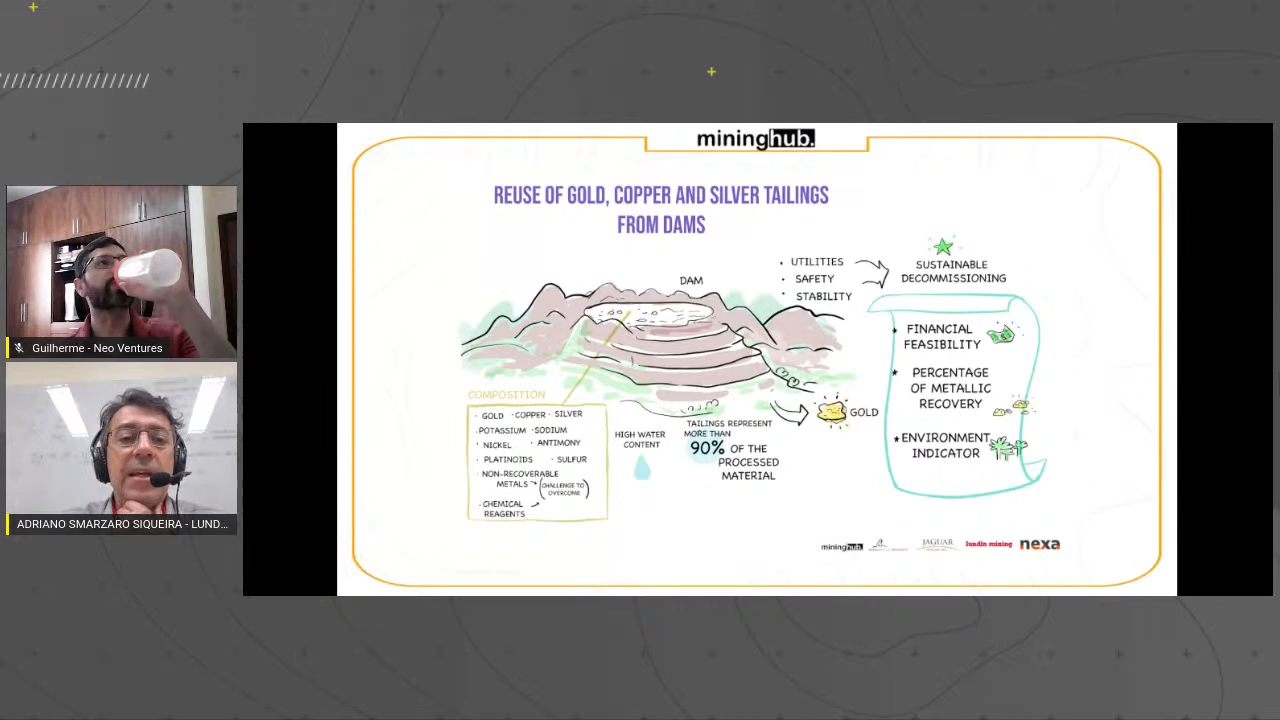 mininghub.
REUSE OF GOLD, COPPER AND SILVER TAILINGS
FROM DAMS
DAM
· UTILITIES
· SAFETY
· STABILITY
SUSTAINABLE
DECOMMISSIONING
* FINANCIAL
FEASIBILITY
* PERCENTAGE
OF METALLIC
RECOVERY
* ENVIRONMENT
INDICATOR
GOLD
COMPOSITION
· GOLD · COPPER · SILVER
· POTASSIUM · SODIUM
· NICKEL · ANTIMONY
· PLATINOIDS · SULFUR
· NON-RECOVERABLE
METALS → (CHALLENGE TO
OVERCOME)
· CHEMICAL
REAGENTS
HIGH WATER
CONTENT
TAILINGS REPRESENT
MORE THAN
90% OF THE
PROCESSED
MATERIAL
mininghub. JAGUAR lundin mining nexa
Guilherme - Neo Ventures
ADRIANO SMARZARO SIQUEIRA - LUND...